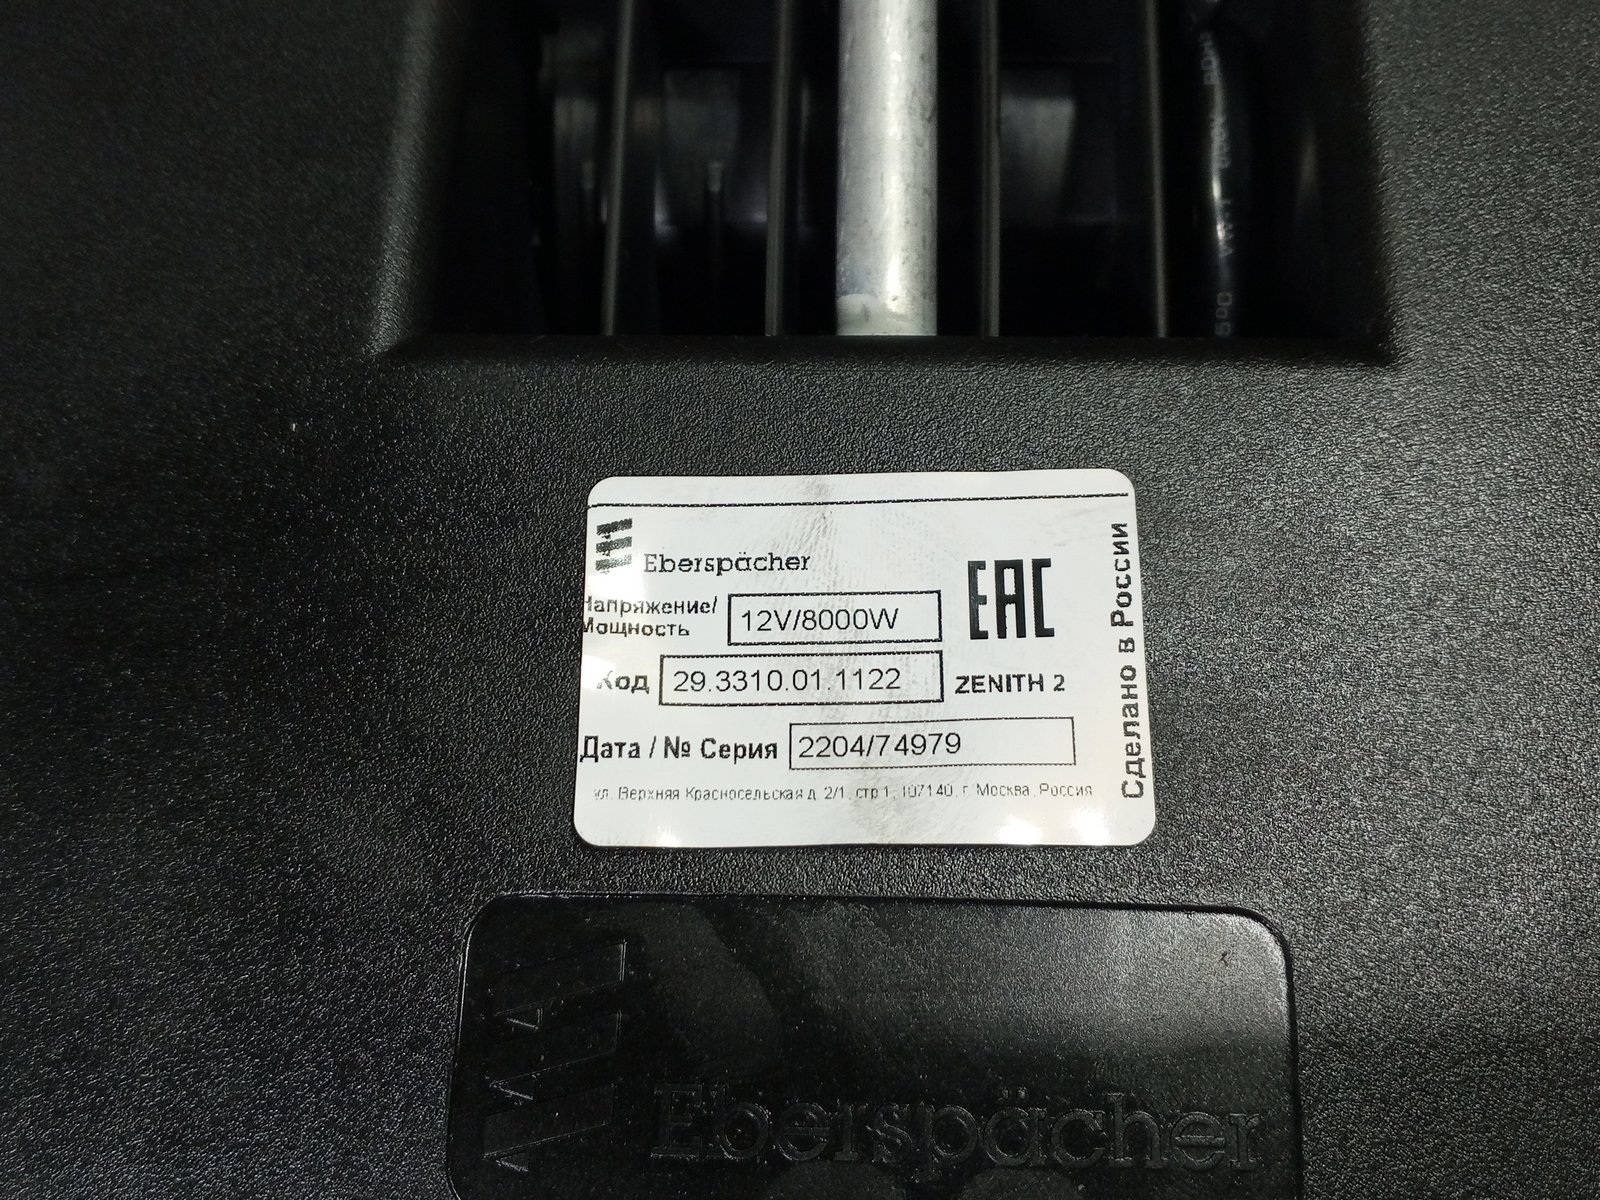 Eberspächer
EAC
Напряжение/
Мощность
12V/8000W
Код 29.3310.01.1122 ZENITH 2
Дата / № Серия 2204/74979
ул. Верхняя Красносельская д. 2/1, стр 1, 107140, г. Москва, Россия
Сделано в России
Eberspächer